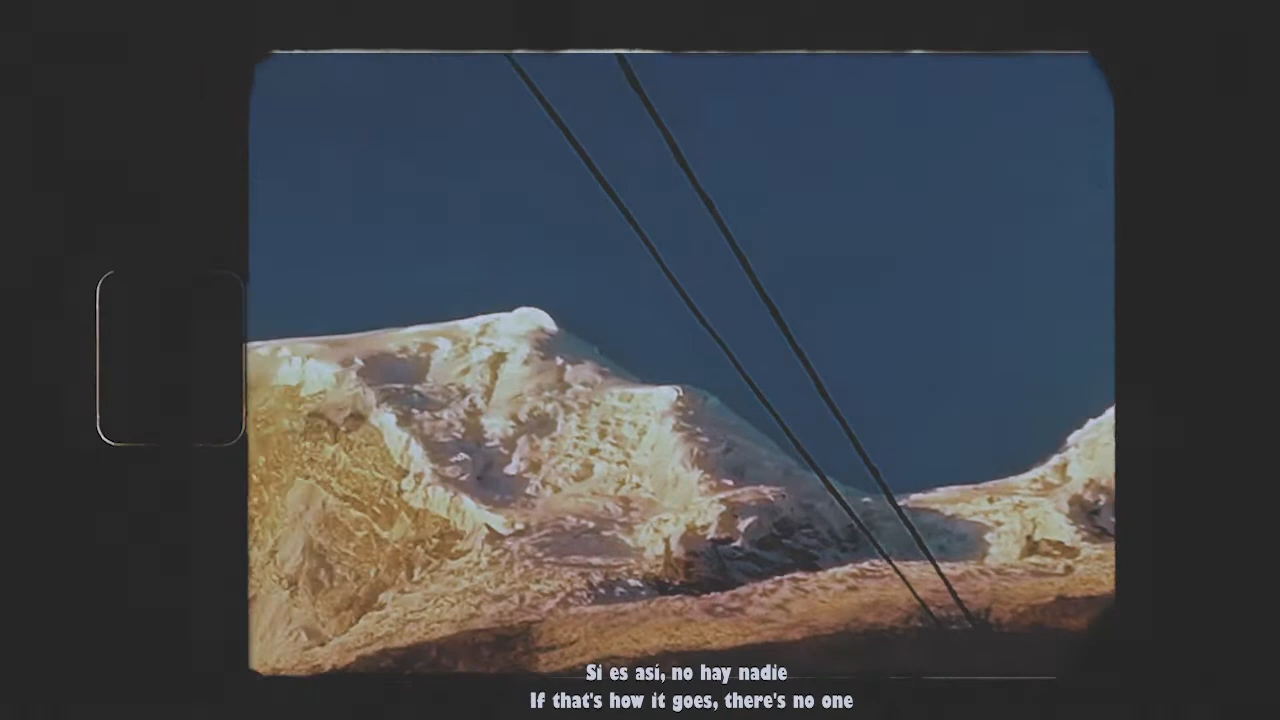 Si es así, no hay nadie
If that's how it goes, there's no one